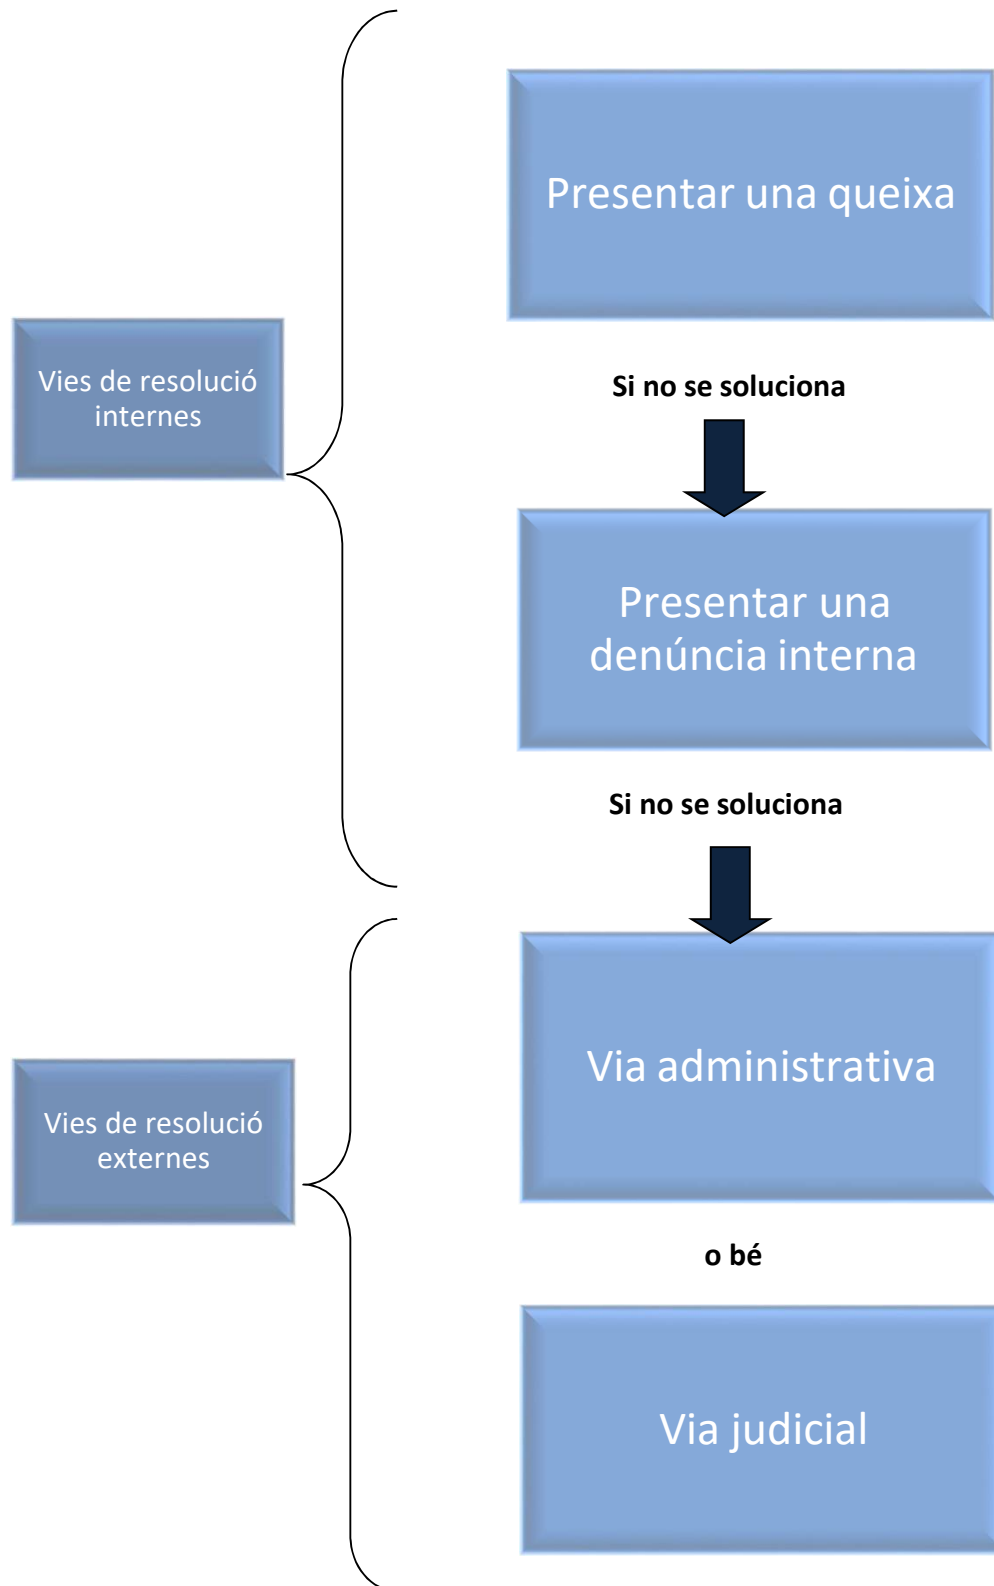 Presentar una queixa
Vies de resolució
internes
Si no se soluciona
Presentar una
denúncia interna
Si no se soluciona
Via administrativa
Vies de resolució
externes
o bé
Via judicial